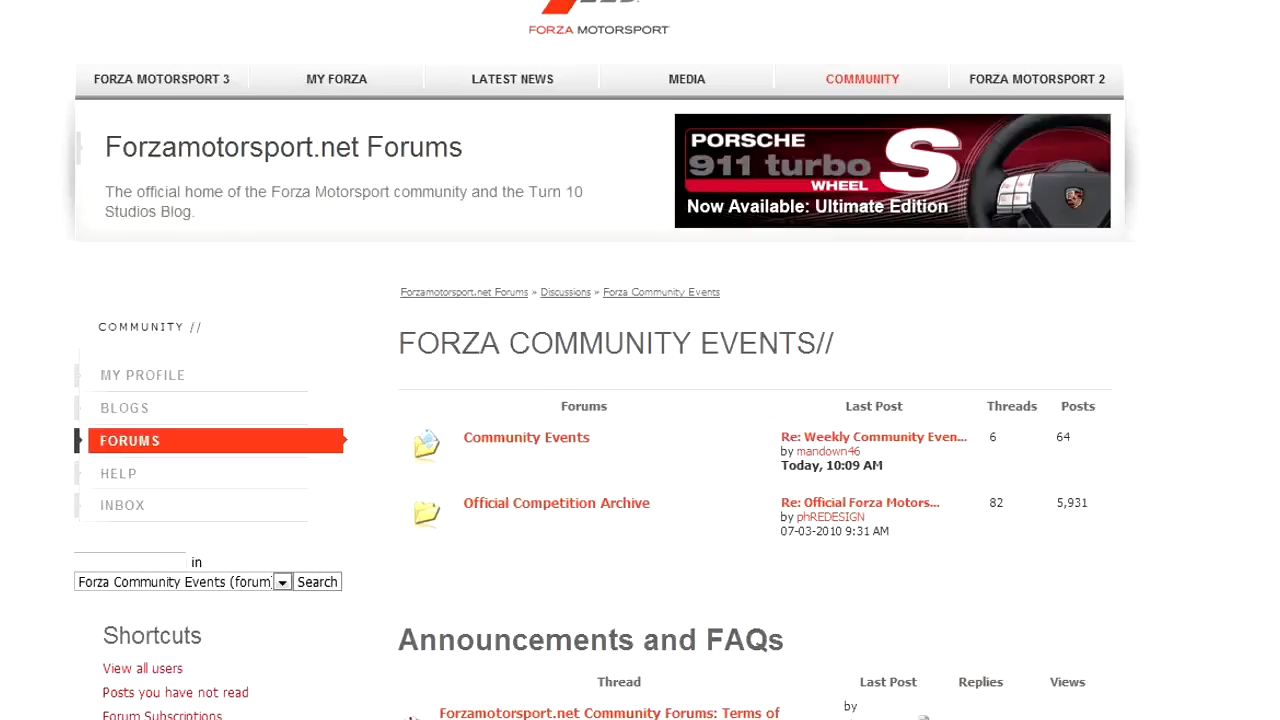 FORZA MOTORSPORT
FORZA MOTORSPORT 3 MY FORZA LATEST NEWS MEDIA COMMUNITY FORZA MOTORSPORT 2
Forzamotorsport.net Forums
The official home of the Forza Motorsport community and the Turn 10
Studios Blog.
PORSCHE
911 turbo S
WHEEL
Now Available: Ultimate Edition
Forzamotorsport.net Forums » Discussions » Forza Community Events
COMMUNITY //
FORZA COMMUNITY EVENTS//
MY PROFILE
BLOGS
FORUMS
HELP
INBOX
Forums Last Post Threads Posts
Community Events Re: Weekly Community Even... 6 64
by mandown46
Today, 10:09 AM
Official Competition Archive Re: Official Forza Motors... 82 5,931
by phREDESIGN
07-03-2010 9:31 AM
in
Forza Community Events (forum) Search
Shortcuts
View all users
Posts you have not read
Forum Subscriptions
Announcements and FAQs
Thread Last Post Replies Views
Forzamotorsport.net Community Forums: Terms of
by